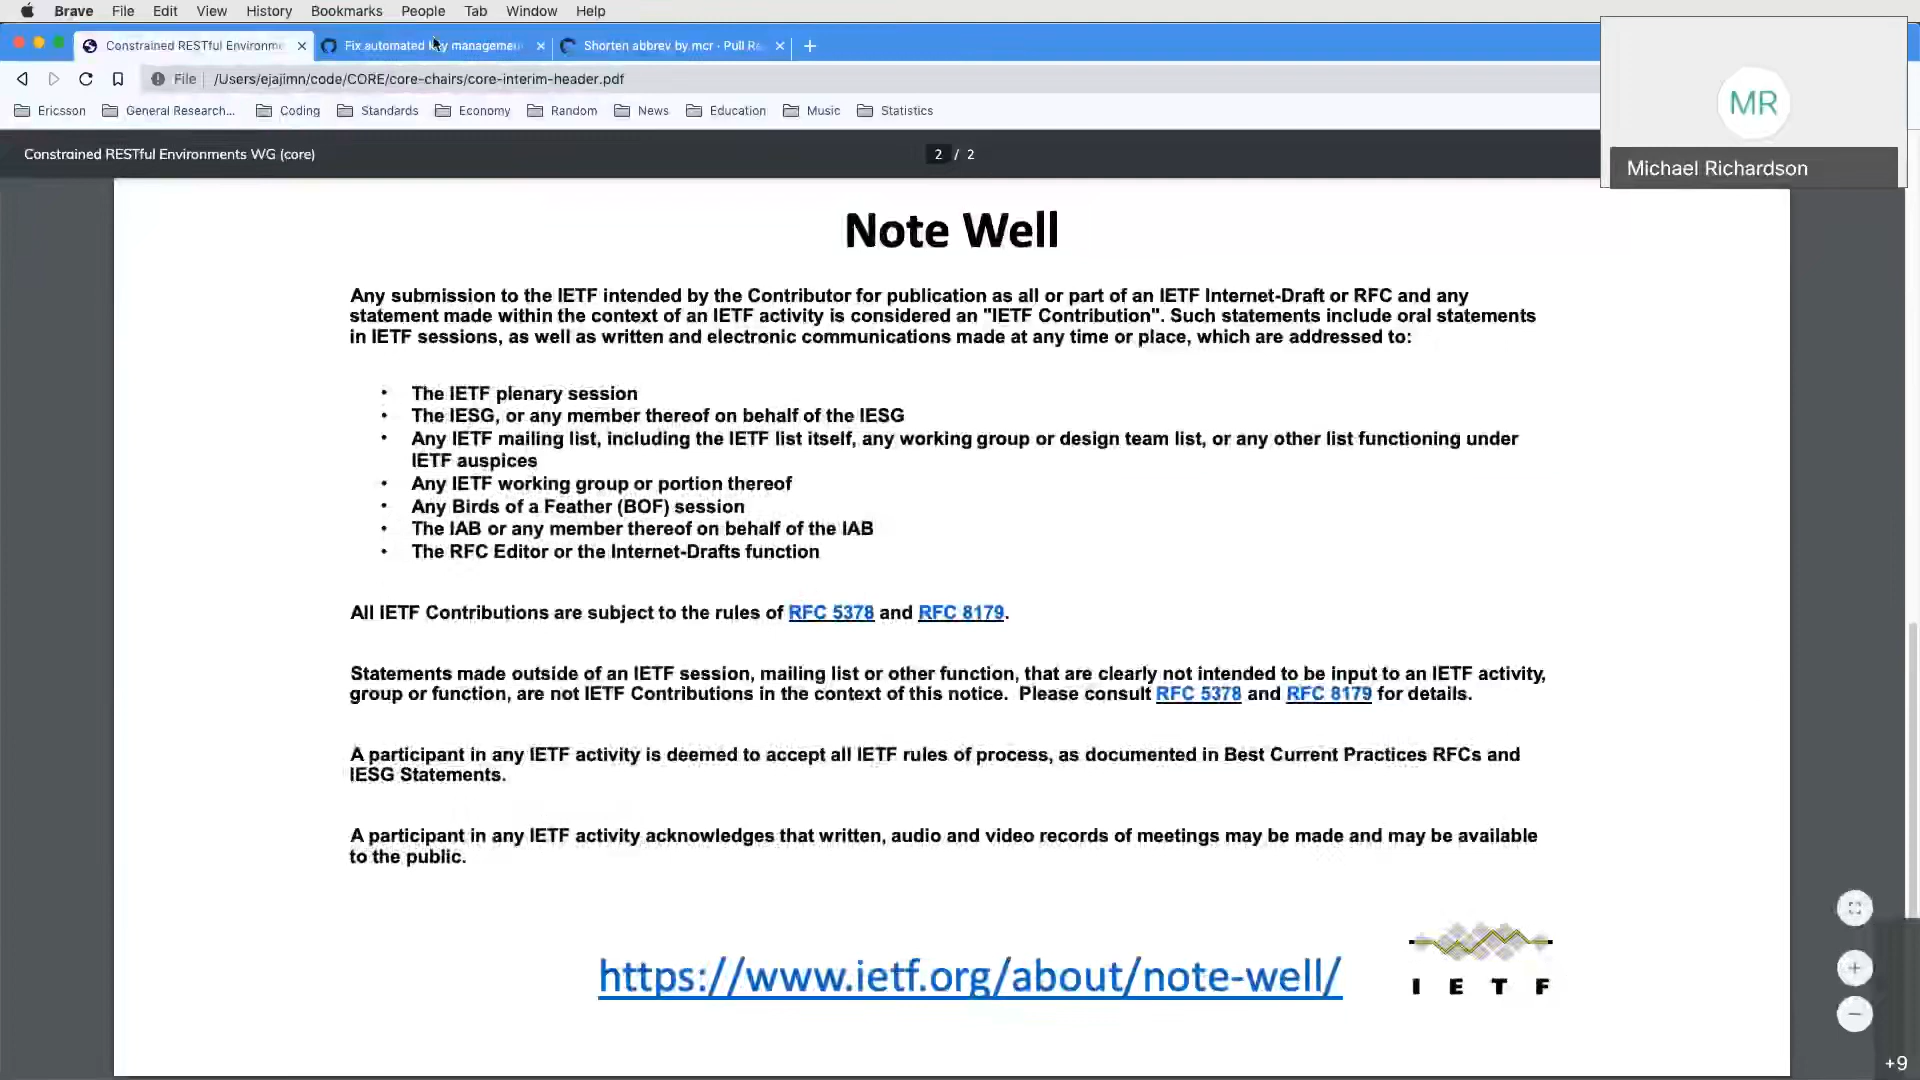 Brave File Edit View History Bookmarks People Tab Window Help
Constrained RESTful Environme Fix automated key managemen Shorten abbrev by mcr · Pull Re
File /Users/ejajimn/code/CORE/core-chairs/core-interim-header.pdf
Ericsson General Research... Coding Standards Economy Random News Education Music Statistics
MR
Michael Richardson
Constrained RESTful Environments WG (core) 2 / 2
Note Well
Any submission to the IETF intended by the Contributor for publication as all or part of an IETF Internet-Draft or RFC and any
statement made within the context of an IETF activity is considered an "IETF Contribution". Such statements include oral statements
in IETF sessions, as well as written and electronic communications made at any time or place, which are addressed to:
• The IETF plenary session
• The IESG, or any member thereof on behalf of the IESG
• Any IETF mailing list, including the IETF list itself, any working group or design team list, or any other list functioning under
IETF auspices
• Any IETF working group or portion thereof
• Any Birds of a Feather (BOF) session
• The IAB or any member thereof on behalf of the IAB
• The RFC Editor or the Internet-Drafts function
All IETF Contributions are subject to the rules of RFC 5378 and RFC 8179.
Statements made outside of an IETF session, mailing list or other function, that are clearly not intended to be input to an IETF activity,
group or function, are not IETF Contributions in the context of this notice. Please consult RFC 5378 and RFC 8179 for details.
A participant in any IETF activity is deemed to accept all IETF rules of process, as documented in Best Current Practices RFCs and
IESG Statements.
A participant in any IETF activity acknowledges that written, audio and video records of meetings may be made and may be available
to the public.
https://www.ietf.org/about/note-well/
I E T F
+9